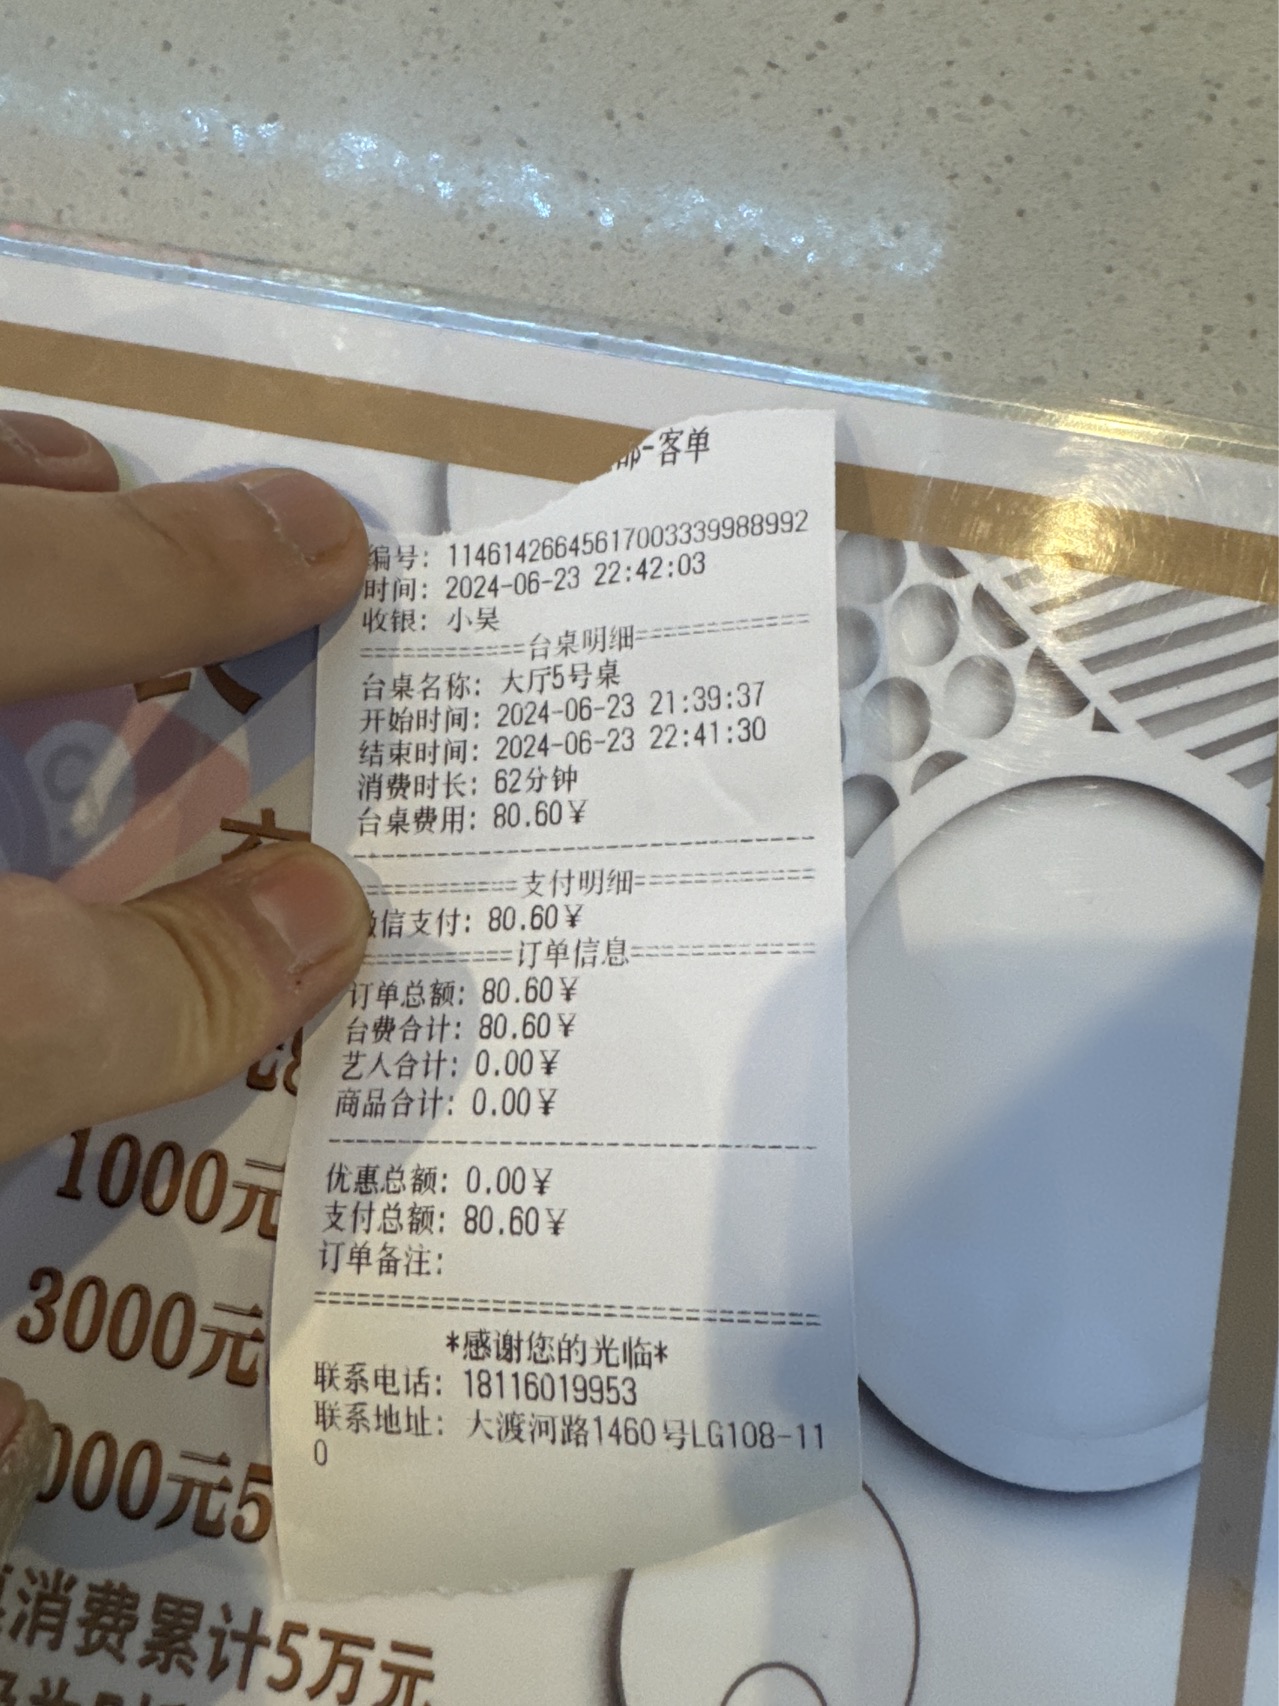 -客单
编号: 11461426645617003339988992
时间: 2024-06-23 22:42:03
收银: 小吴
============台桌明细============
台桌名称: 大厅5号桌
开始时间: 2024-06-23 21:39:37
结束时间: 2024-06-23 22:41:30
消费时长: 62分钟
台桌费用: 80.60¥
============支付明细============
微信支付: 80.60¥
============订单信息============
订单总额: 80.60¥
台费合计: 80.60¥
艺人合计: 0.00¥
商品合计: 0.00¥
优惠总额: 0.00¥
支付总额: 80.60¥
订单备注:
*感谢您的光临*
联系电话: 18116019953
联系地址: 大渡河路1460号LG108-11
0
1000元
3000元
000元5
消费累计5万元